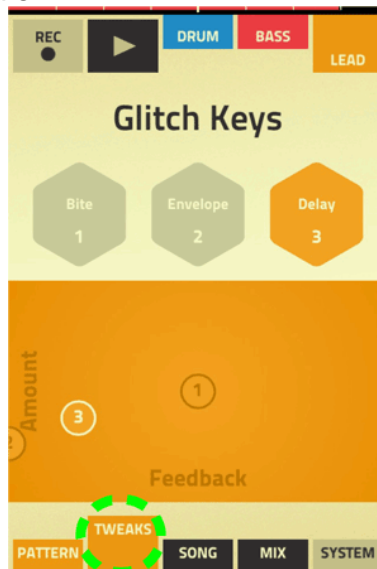 REC
DRUM
BASS
LEAD
Glitch Keys
Bite
1
Envelope
2
Delay
3
Amount
1
3
2
Feedback
TWEAKS
PATTERN
SONG
MIX
SYSTEM